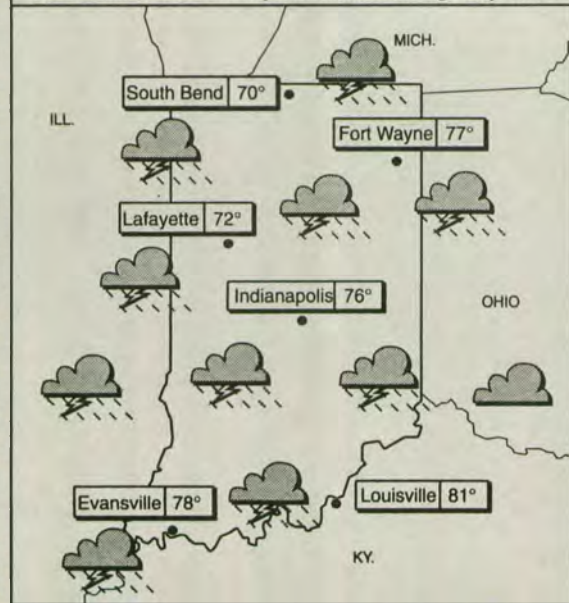 MICH.
South Bend 70°
ILL.
Fort Wayne 77°
Lafayette 72°
Indianapolis 76°
OHIO
Evansville 78°
Louisville 81°
KY.